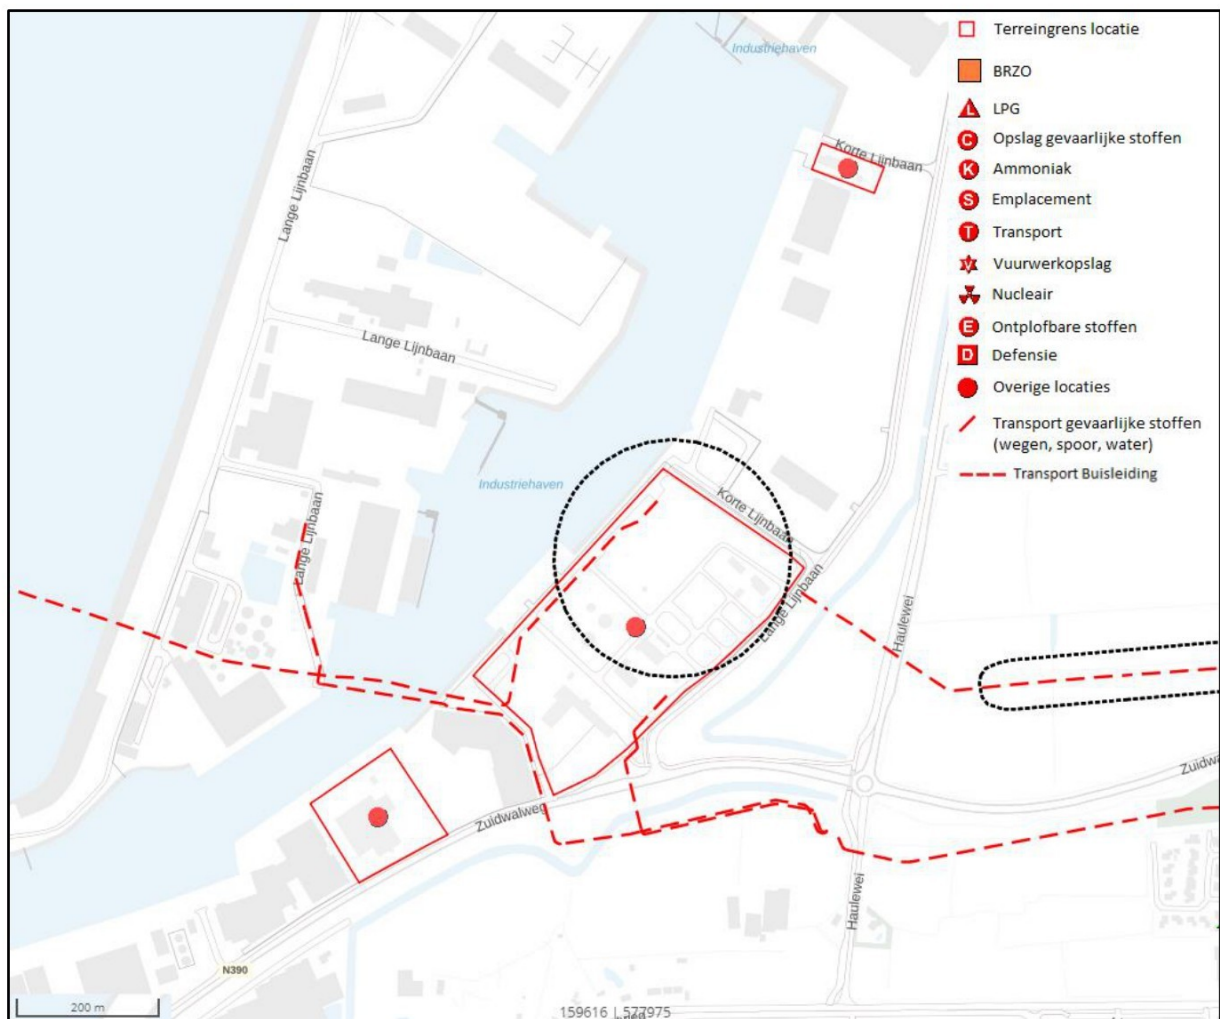 Industriehaven
Korte Lijnbaan
Lange Lijnbaan
Lange Lijnbaan
Industriehaven
Lange Lijnbaan
Korte Lijnbaan
Lange Lijnbaan
Haulewei
Zuidwalweg
Zuidwa
Haulewei
N390
200 m
159616 577975
Terreingrens locatie
BRZO
L LPG
C Opslag gevaarlijke stoffen
K Ammoniak
S Emplacement
T Transport
V Vuurwerkopslag
Nucleair
E Ontplofbare stoffen
D Defensie
Overige locaties
Transport gevaarlijke stoffen
(wegen, spoor, water)
Transport Buisleiding